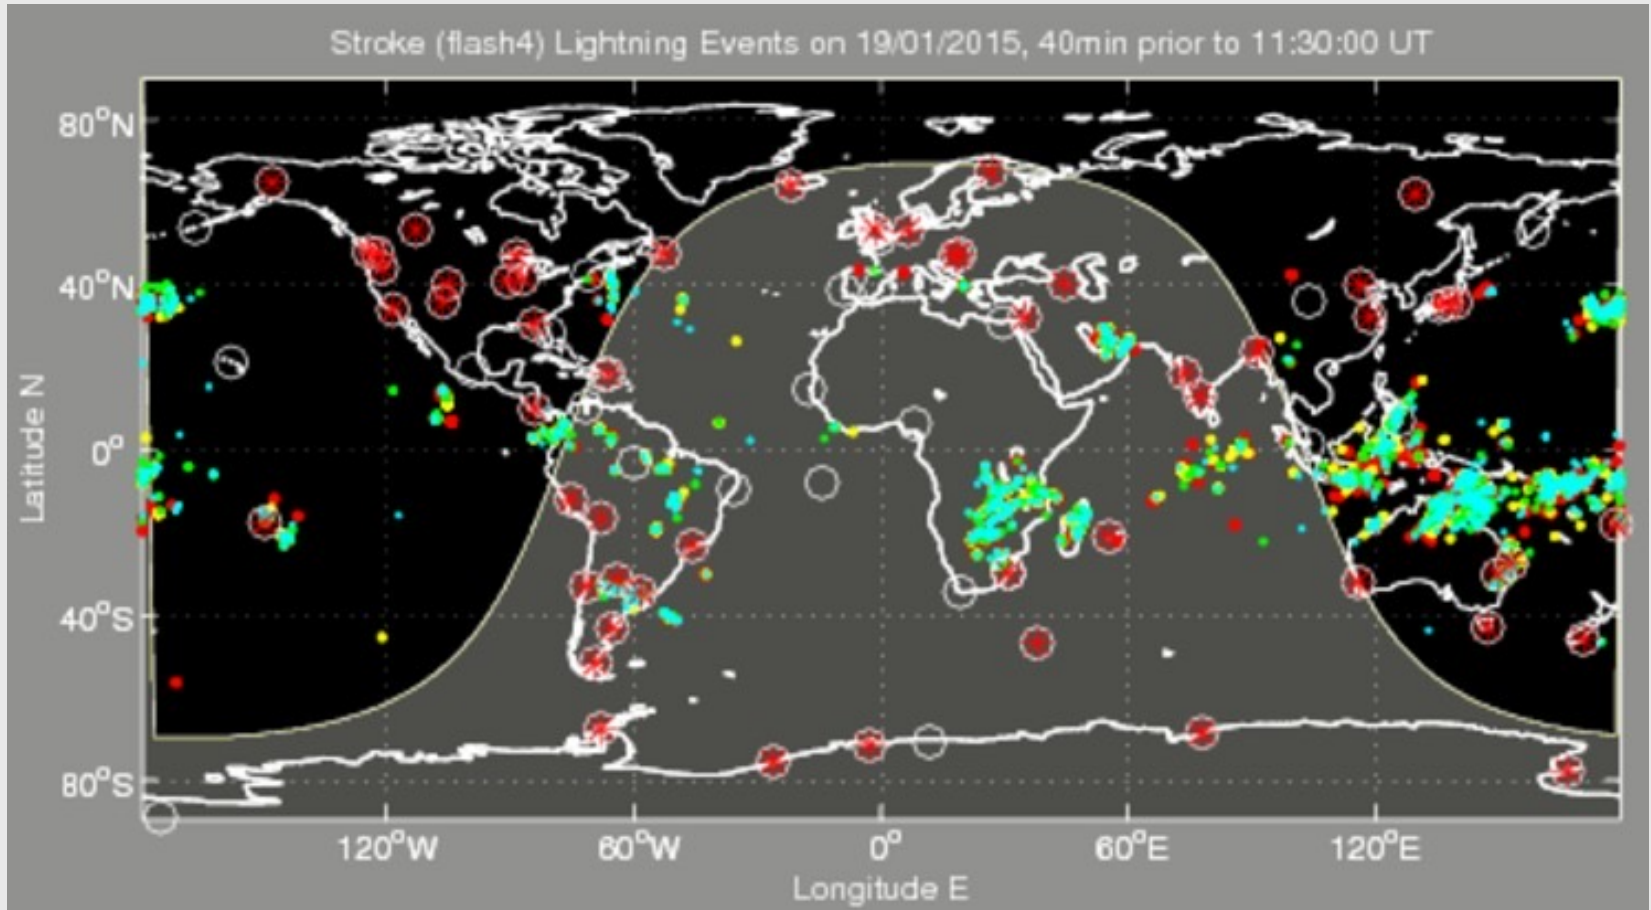 Stroke (flash4) Lightning Events on 19/01/2015, 40min prior to 11:30:00 UT
80°N
40°N
0°
40°S
80°S
Latitude N
120°W
60°W
0°
60°E
120°E
Longitude E